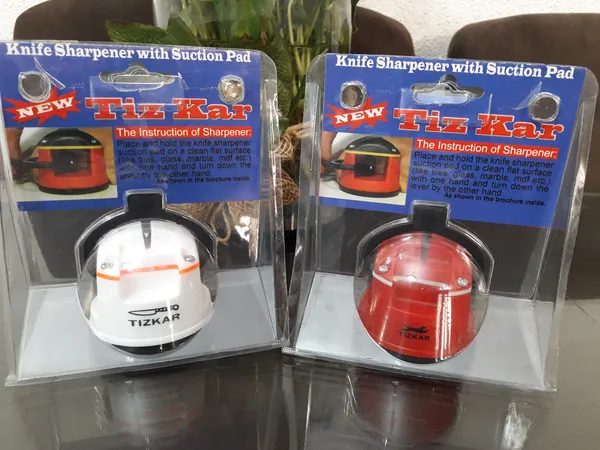 Knife Sharpener with Suction Pad
NEW
Tiz Kar
The Instruction of Sharpener:
Place and hold the knife sharpener
suction pad on a clean flat surface
(like tiles, glass, marble, mdf etc.)
with one hand and turn down the
lever by the other hand.
As shown in the brochure inside.
TIZKAR
Knife Sharpener with Suction Pad
NEW
Tiz Kar
The Instruction of Sharpener:
Place and hold the knife sharpener
suction pad on a clean flat surface
(like tiles, glass, marble, mdf etc.)
with one hand and turn down the
lever by the other hand.
As shown in the brochure inside.
TIZKAR